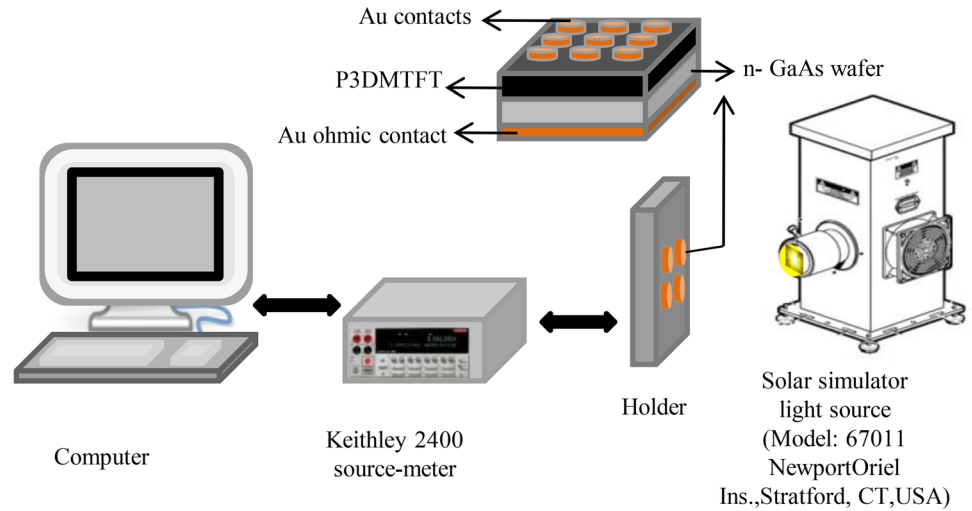 Au contacts
P3DMTFT
n- GaAs wafer
Au ohmic contact
Computer
Keithley 2400
source-meter
Holder
Solar simulator
light source
(Model: 67011
NewportOriel
Ins.,Stratford, CT,USA)